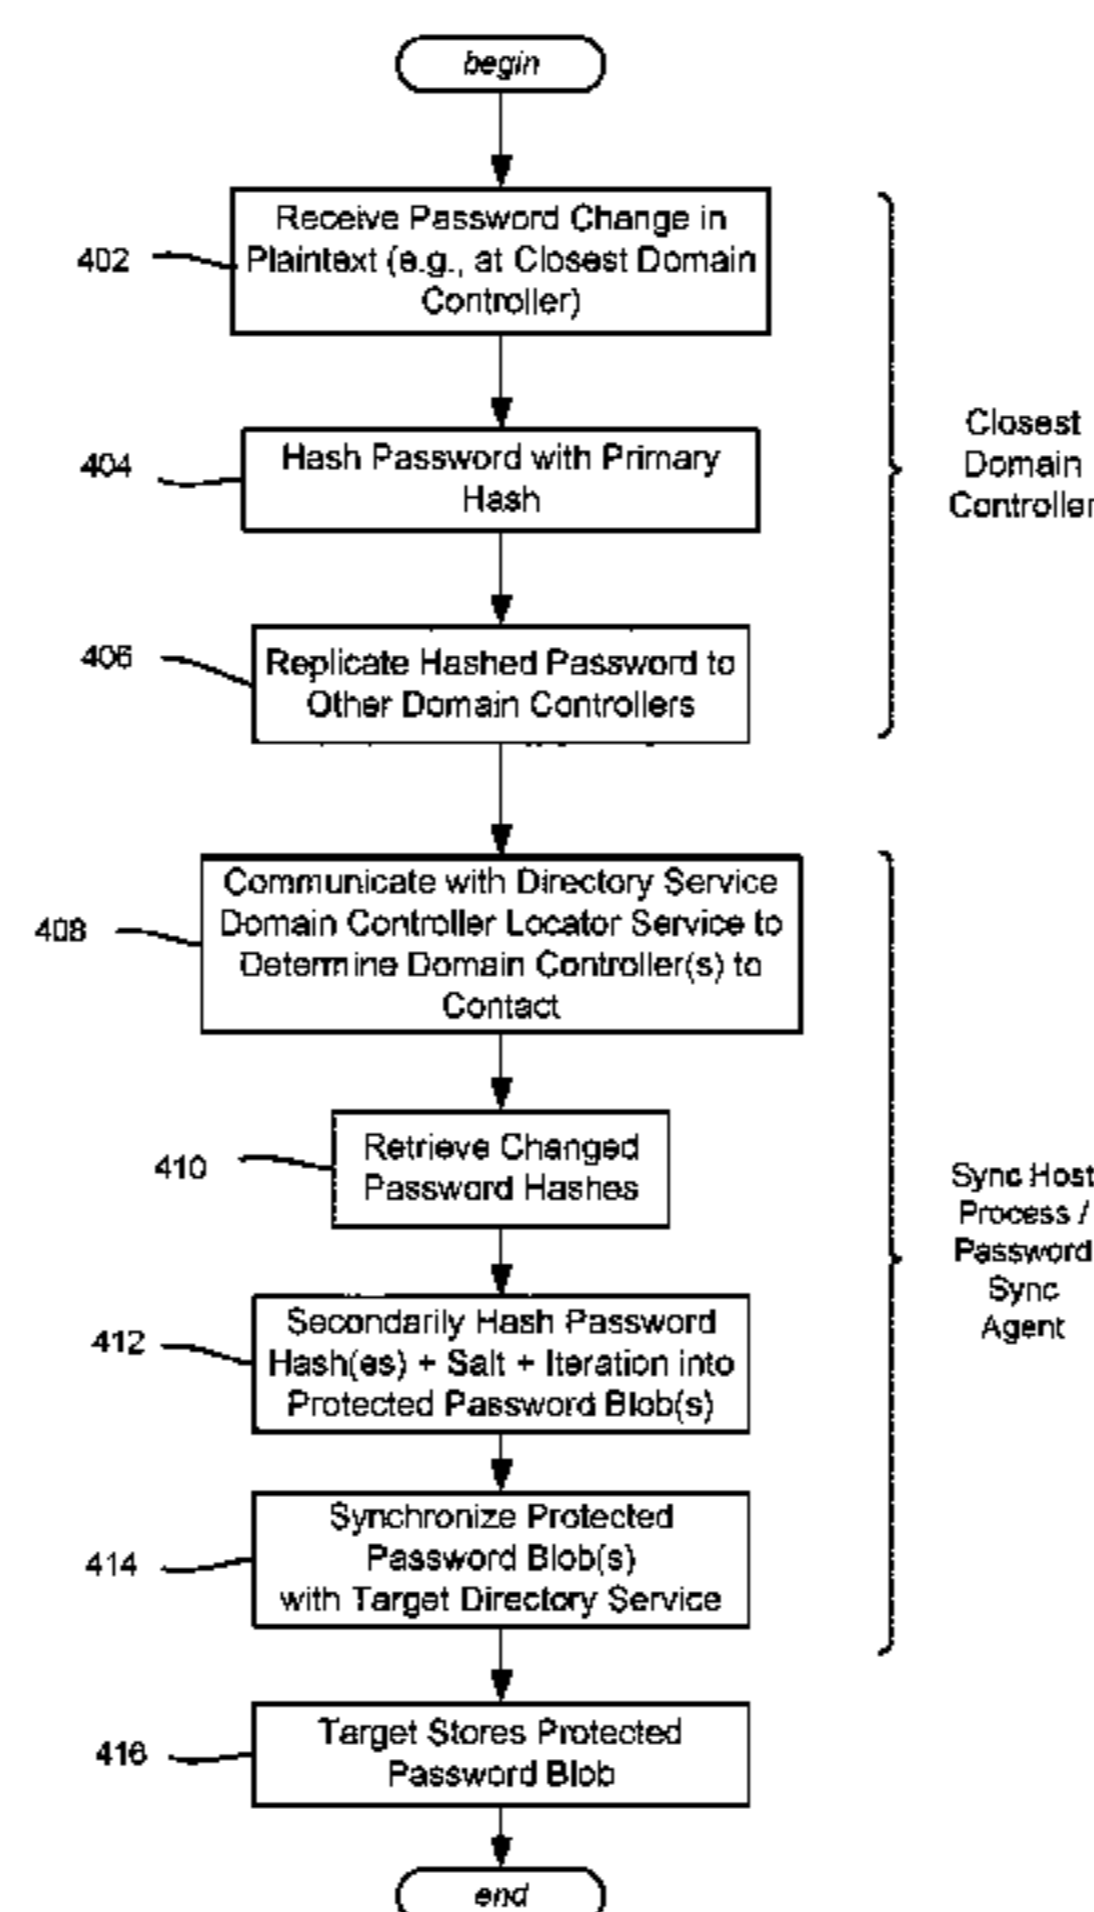 begin
Receive Password Change in
Plaintext (e.g., at Closest Domain
Controller)
402
Hash Password with Primary
Hash
404
Closest
Domain
Controller
Replicate Hashed Password to
Other Domain Controllers
406
Communicate with Directory Service
Domain Controller Locator Service to
Determine Domain Controller(s) to
Contact
408
Retrieve Changed
Password Hashes
410
Sync Host
Process /
Password
Sync
Agent
Secondarily Hash Password
Hash(es) + Salt + Iteration into
Protected Password Blob(s)
412
Synchronize Protected
Password Blob(s)
with Target Directory Service
414
Target Stores Protected
Password Blob
416
end